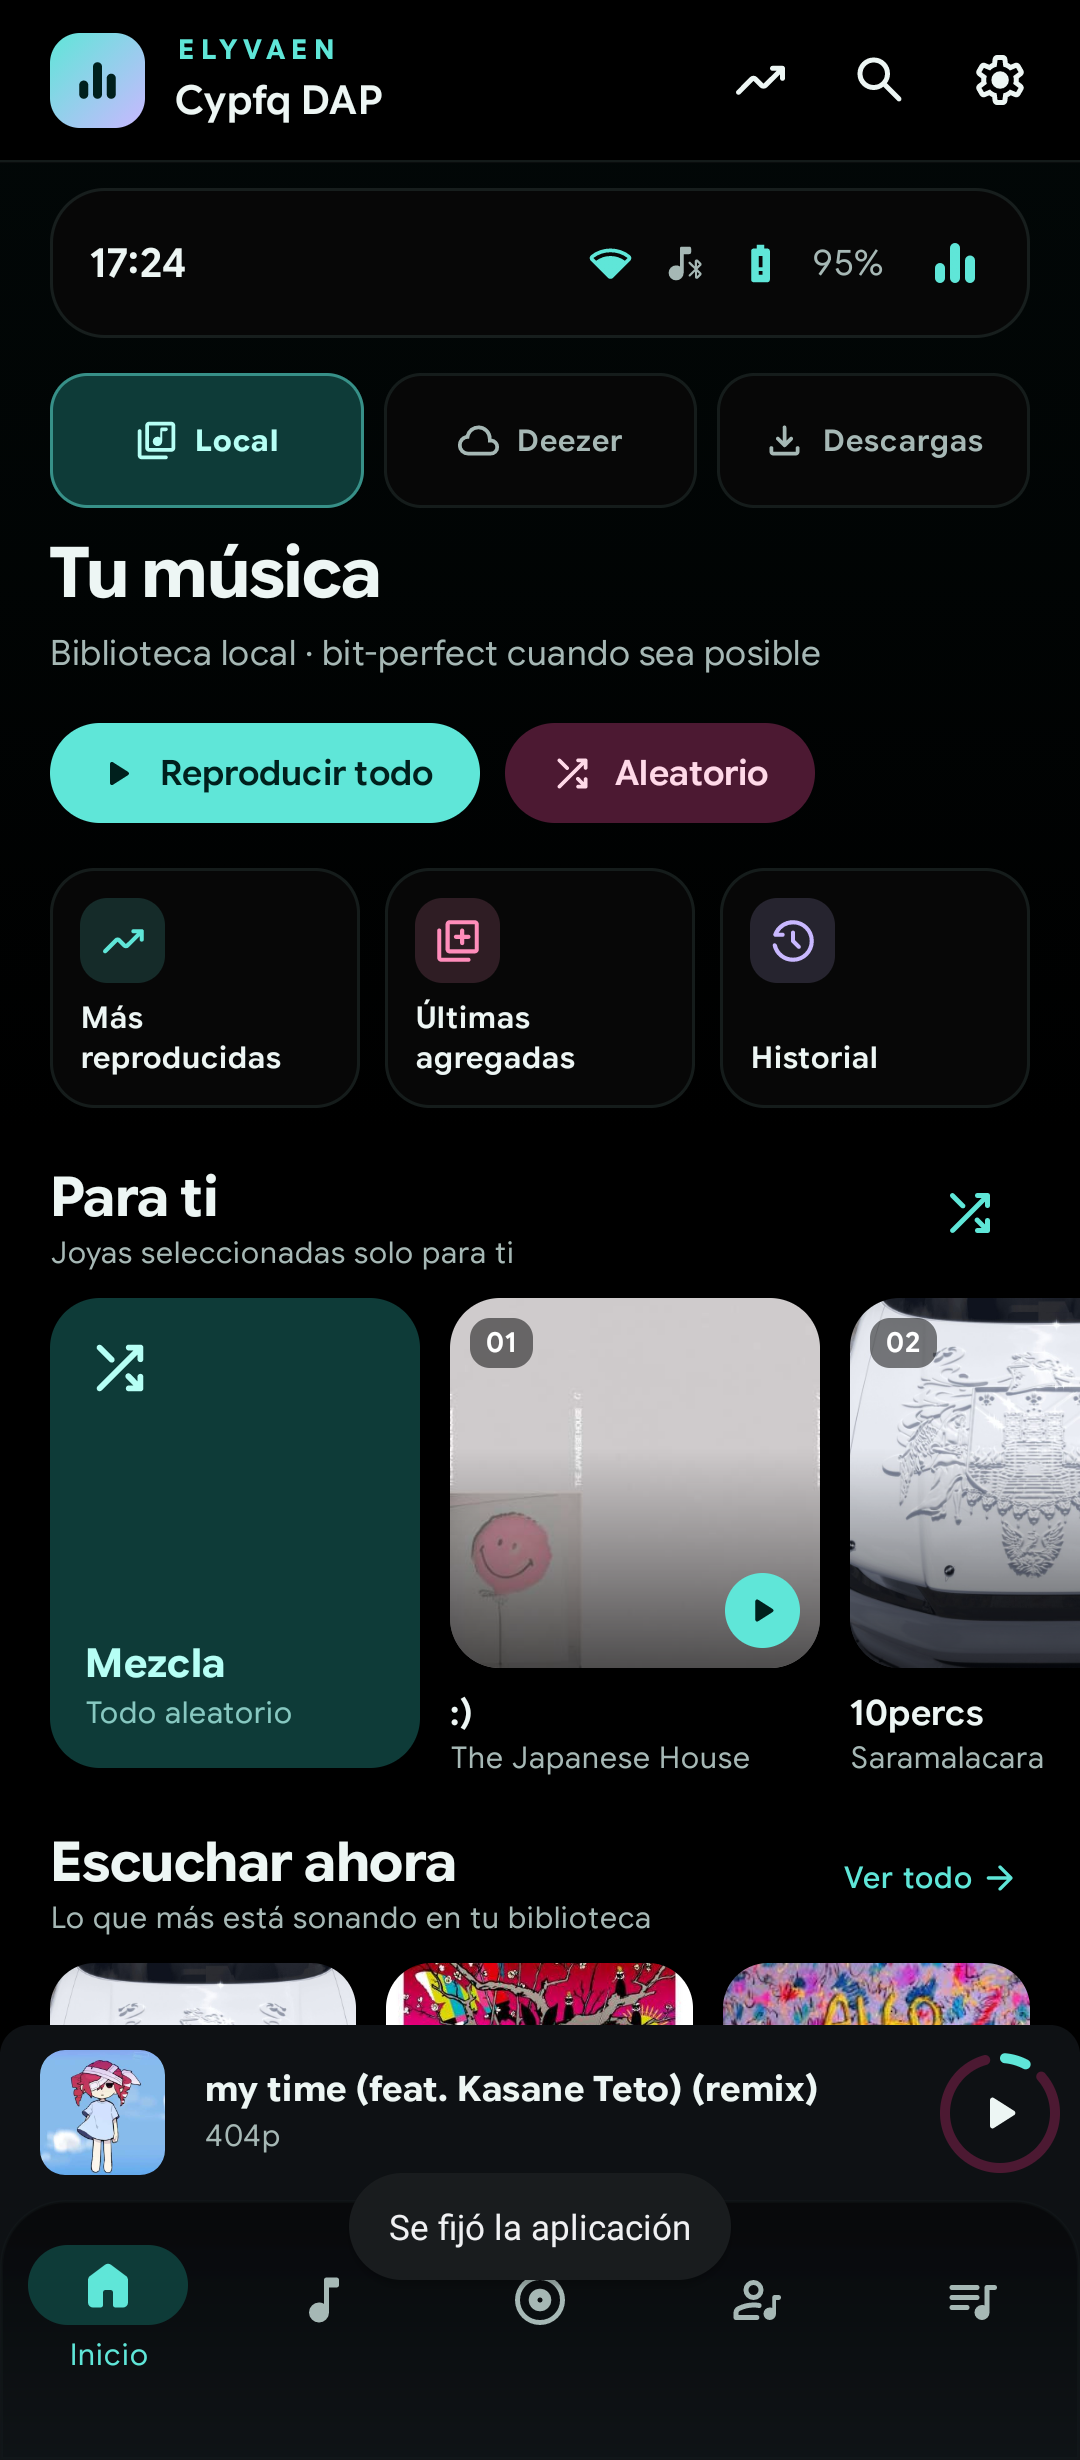 ELYVAEN
Cypfq DAP
17:24
95%
Local
Deezer
Descargas
Tu música
Biblioteca local · bit-perfect cuando sea posible
Reproducir todo
Aleatorio
Más
reproducidas
Últimas
agregadas
Historial
Para ti
Joyas seleccionadas solo para ti
Mezcla
Todo aleatorio
01
THE JAPANESE HOUSE
:)
The Japanese House
02
10percs
Saramalacara
Escuchar ahora
Lo que más está sonando en tu biblioteca
Ver todo →
my time (feat. Kasane Teto) (remix)
404p
Se fijó la aplicación
Inicio